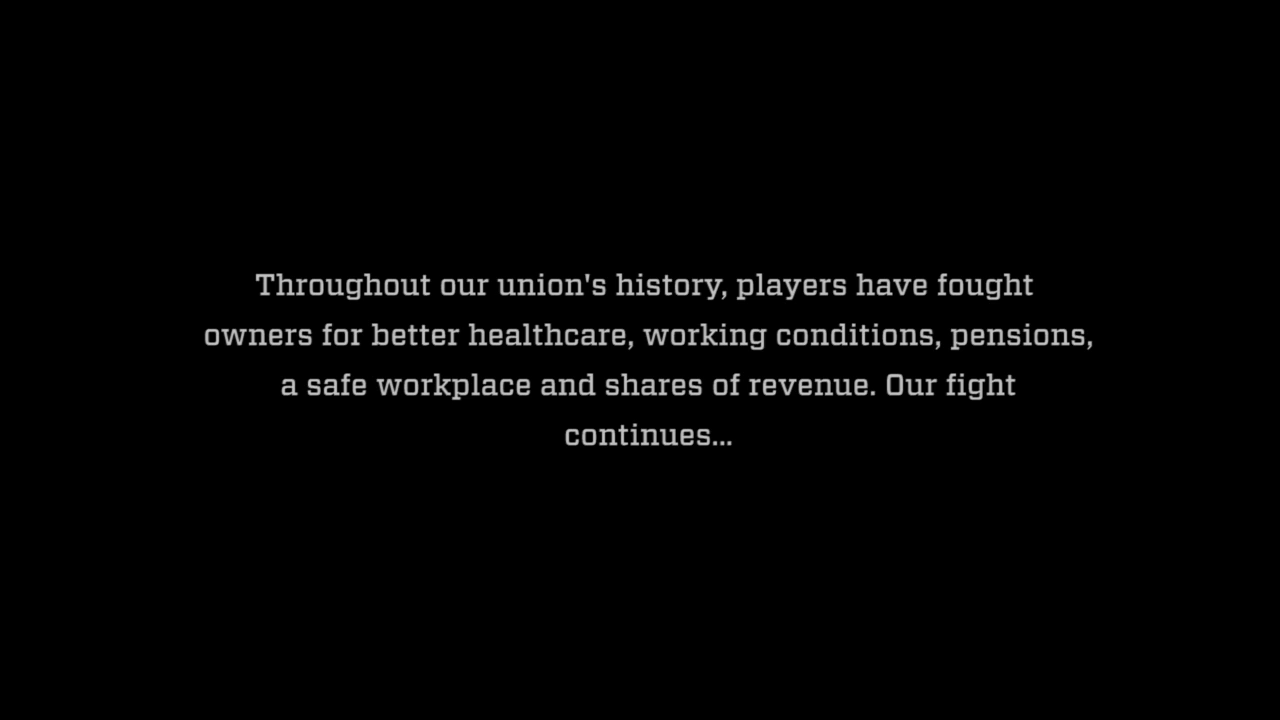 Throughout our union's history, players have fought
owners for better healthcare, working conditions, pensions,
a safe workplace and shares of revenue. Our fight
continues...